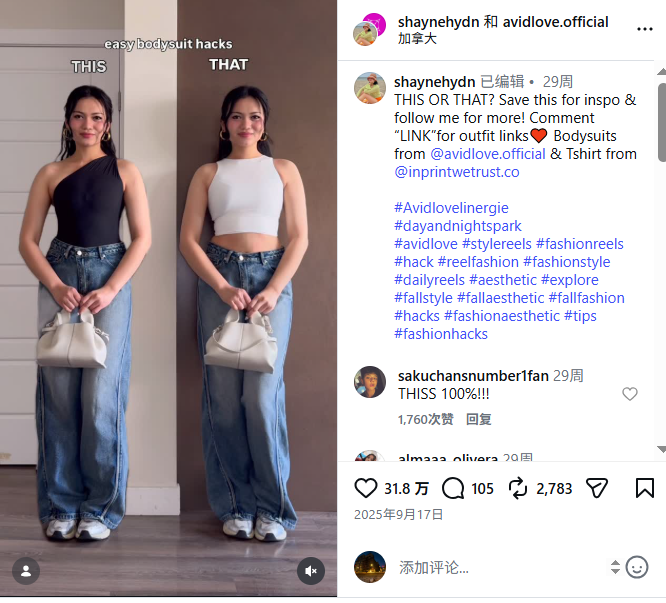 easy bodysuit hacks
THIS
THAT
shaynehydn 和 avidlove.official
加拿大
shaynehydn 已编辑 • 29周
THIS OR THAT? Save this for inspo &
follow me for more! Comment
“LINK”for outfit links❤️ Bodysuits
from @avidlove.official & Tshirt from
@inprintwetrust.co
#Avidlovelinergie
#dayandnightspark
#avidlove #stylereels #fashionreels
#hack #reelfashion #fashionstyle
#dailyreels #aesthetic #explore
#fallstyle #fallaesthetic #fallfashion
#hacks #fashionaesthetic #tips
#fashionhacks
sakuchansnumber1fan 29周
THISS 100%!!!
1,760次赞 回复
almaaa_olivera 29周
31.8 万 105 2,783
2025年9月17日
添加评论...